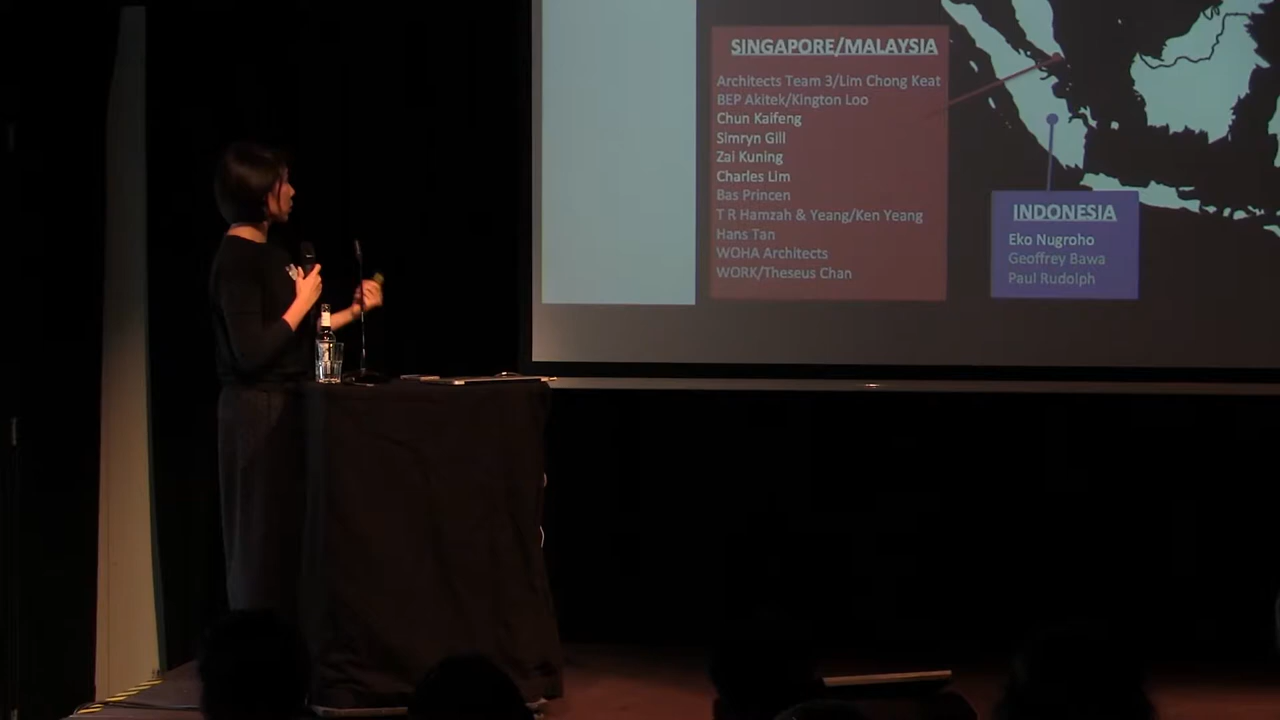 SINGAPORE/MALAYSIA
Architects Team 3/Lim Chong Keat
BEP Akitek/Kington Loo
Chun Kaifeng
Simryn Gill
Zai Kuning
Charles Lim
Bas Princen
T R Hamzah & Yeang/Ken Yeang
Hans Tan
WOHA Architects
WORK/Theseus Chan
INDONESIA
Eko Nugroho
Geoffrey Bawa
Paul Rudolph